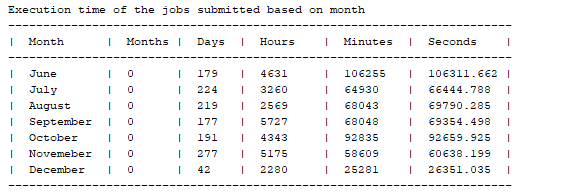 Execution time of the jobs submitted based on month
--------------------------------------------------------------------------
| Month | Months | Days | Hours | Minutes | Seconds |
--------------------------------------------------------------------------
| June | 0 | 179 | 4631 | 106255 | 106311.662 |
| July | 0 | 224 | 3260 | 64930 | 66444.788 |
| August | 0 | 219 | 2569 | 68043 | 69790.285 |
| September | 0 | 177 | 5727 | 68048 | 69354.498 |
| October | 0 | 191 | 4343 | 92835 | 92659.925 |
| Novemeber | 0 | 277 | 5175 | 58609 | 60638.199 |
| December | 0 | 42 | 2280 | 25281 | 26351.035 |
--------------------------------------------------------------------------